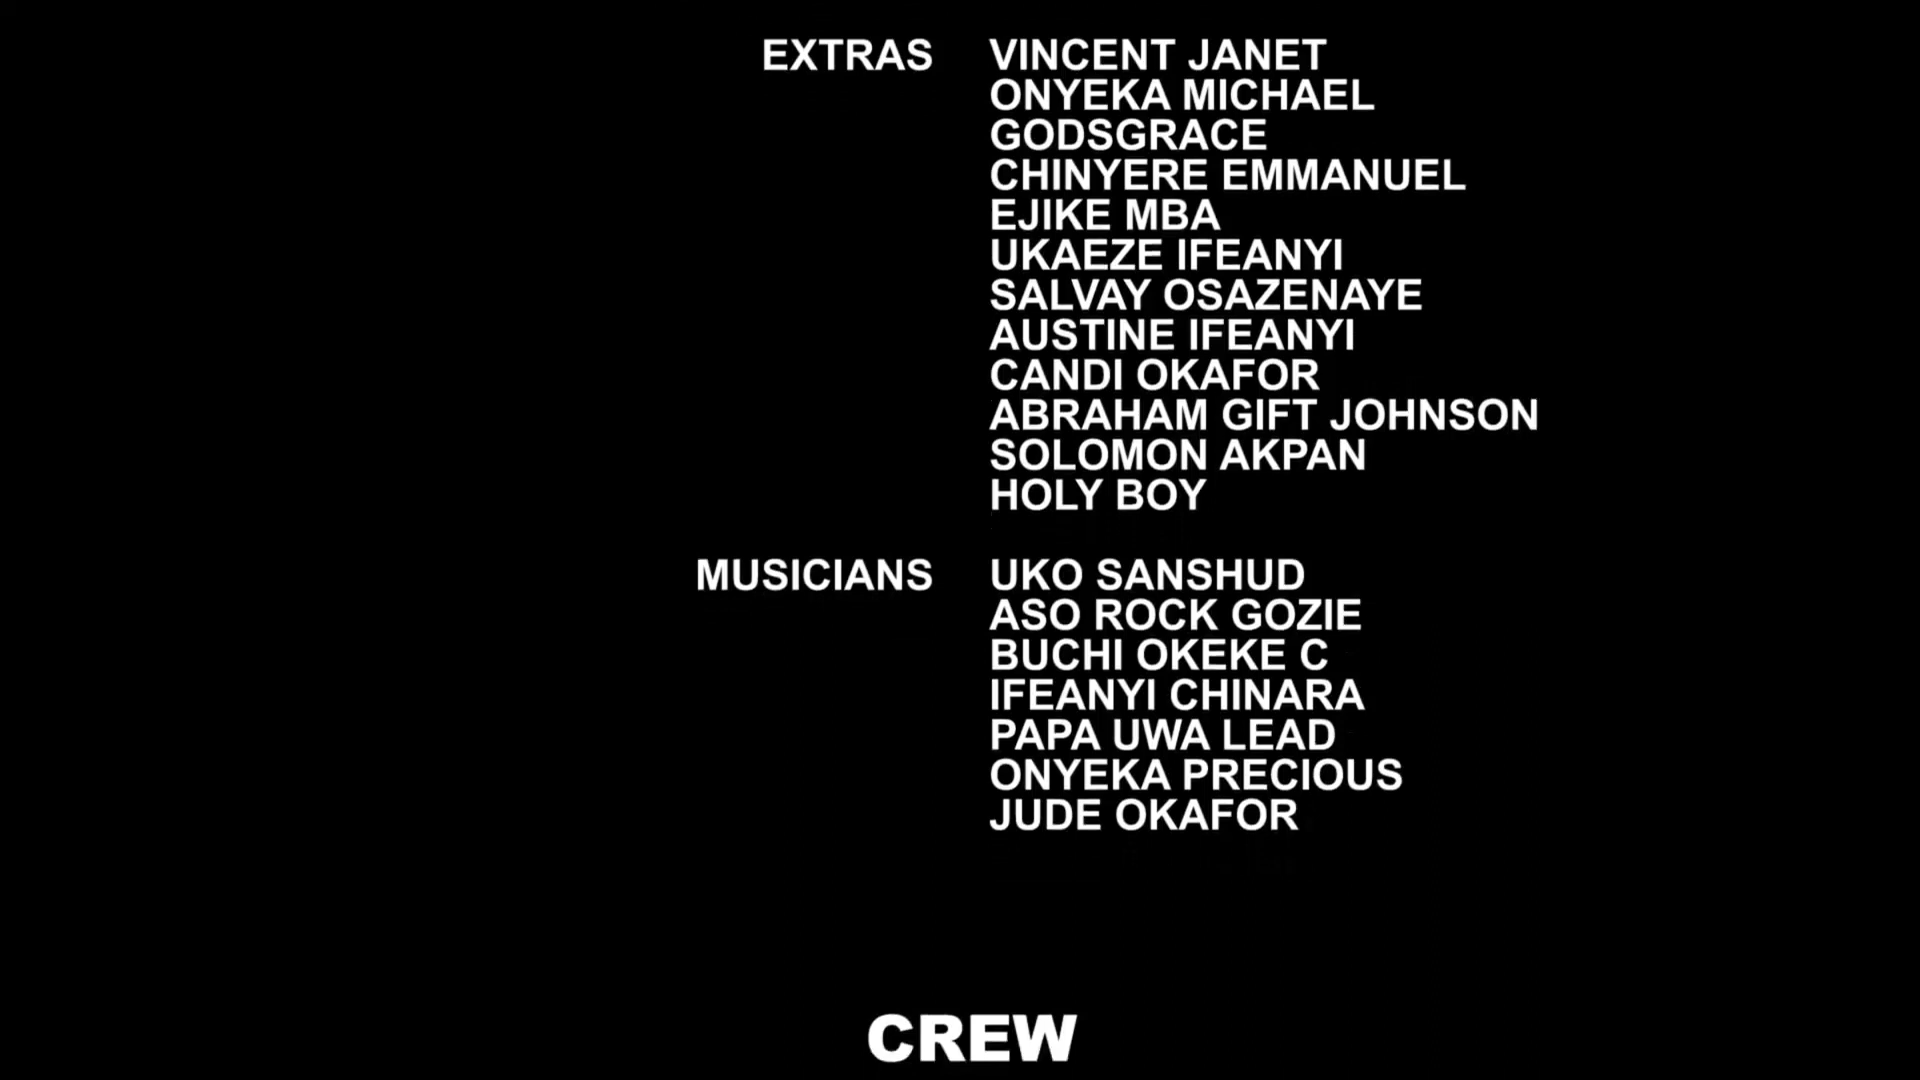 EXTRAS VINCENT JANET
ONYEKA MICHAEL
GODSGRACE
CHINYERE EMMANUEL
EJIKE MBA
UKAEZE IFEANYI
SALVAY OSAZENAYE
AUSTINE IFEANYI
CANDI OKAFOR
ABRAHAM GIFT JOHNSON
SOLOMON AKPAN
HOLY BOY
MUSICIANS UKO SANSHUD
ASO ROCK GOZIE
BUCHI OKEKE C
IFEANYI CHINARA
PAPA UWA LEAD
ONYEKA PRECIOUS
JUDE OKAFOR
CREW